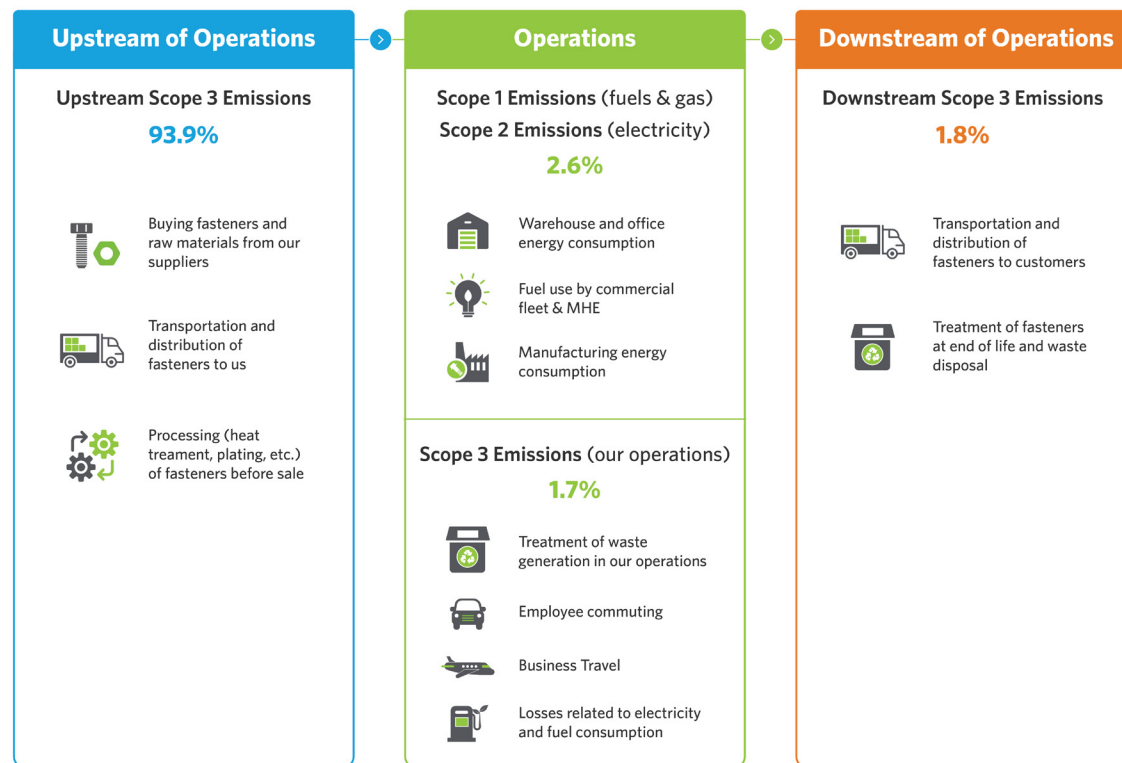 Upstream of Operations
Upstream Scope 3 Emissions
93.9%
Buying fasteners and
raw materials from our
suppliers
Transportation and
distribution of
fasteners to us
Processing (heat
treament, plating, etc.)
of fasteners before sale
Operations
Scope 1 Emissions (fuels & gas)
Scope 2 Emissions (electricity)
2.6%
Warehouse and office
energy consumption
Fuel use by commercial
fleet & MHE
Manufacturing energy
consumption
Scope 3 Emissions (our operations)
1.7%
Treatment of waste
generation in our operations
Employee commuting
Business Travel
Losses related to electricity
and fuel consumption
Downstream of Operations
Downstream Scope 3 Emissions
1.8%
Transportation and
distribution of
fasteners to customers
Treatment of fasteners
at end of life and waste
disposal